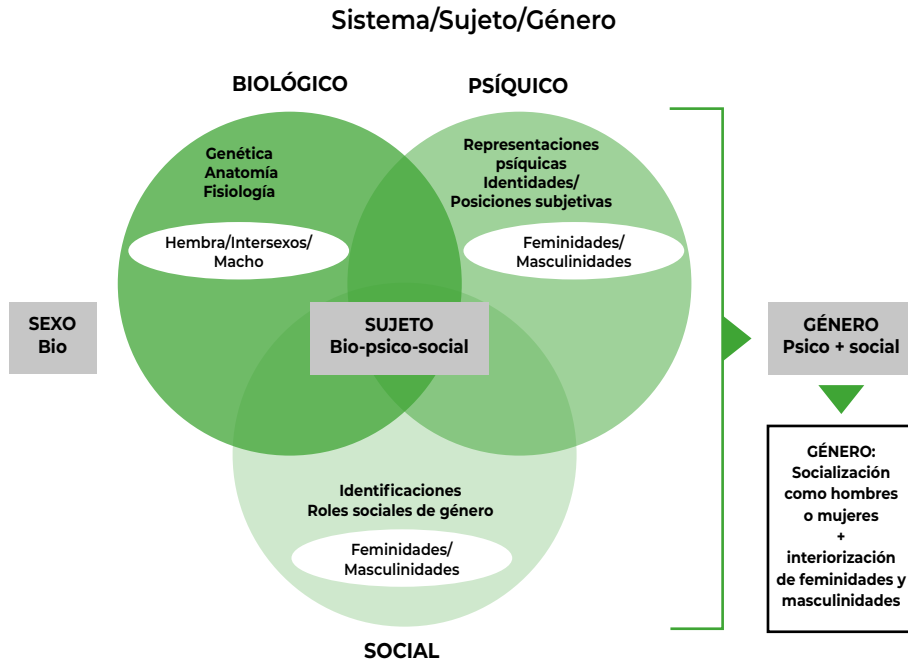 Sistema/Sujeto/Género
BIOLÓGICO
PSÍQUICO
Genética
Anatomía
Fisiología
Hembra/Intersexos/
Macho
Representaciones
psíquicas
Identidades/
Posiciones subjetivas
Feminidades/
Masculinidades
SEXO
Bio
SUJETO
Bio-psico-social
GÉNERO
Psico + social
Identificaciones
Roles sociales de género
Feminidades/
Masculinidades
SOCIAL
GÉNERO:
Socialización
como hombres
o mujeres
+
interiorización
de feminidades y
masculinidades